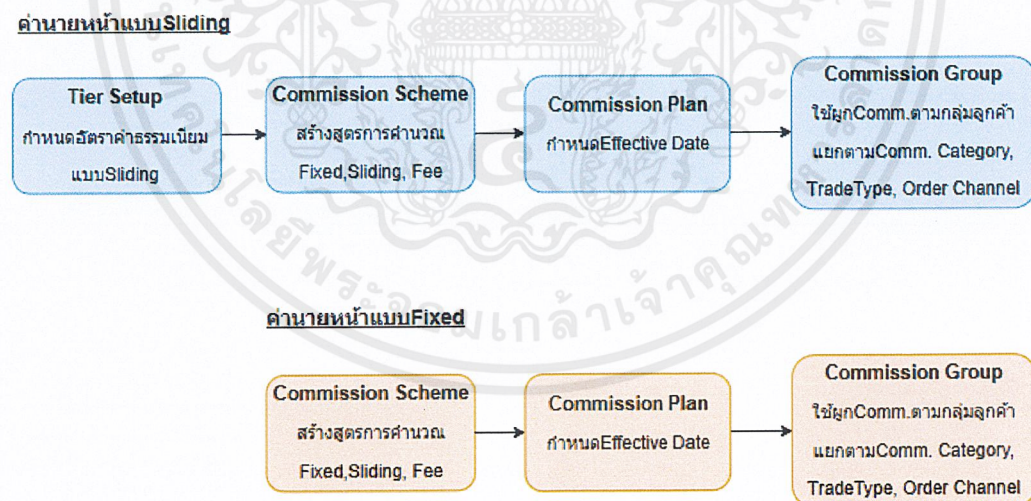 ค่านายหน้าแบบSliding
Tier Setup
กำหนดอัตราค่าธรรมเนียม
แบบSliding
Commission Scheme
สร้างสูตรการคำนวณ
Fixed,Sliding, Fee
Commission Plan
กำหนดEffective Date
Commission Group
ใช้ผูกComm.ตามกลุ่มลูกค้า
แยกตามComm. Category,
TradeType, Order Channel
ค่านายหน้าแบบFixed
Commission Scheme
สร้างสูตรการคำนวณ
Fixed,Sliding, Fee
Commission Plan
กำหนดEffective Date
Commission Group
ใช้ผูกComm.ตามกลุ่มลูกค้า
แยกตามComm. Category,
TradeType, Order Channel